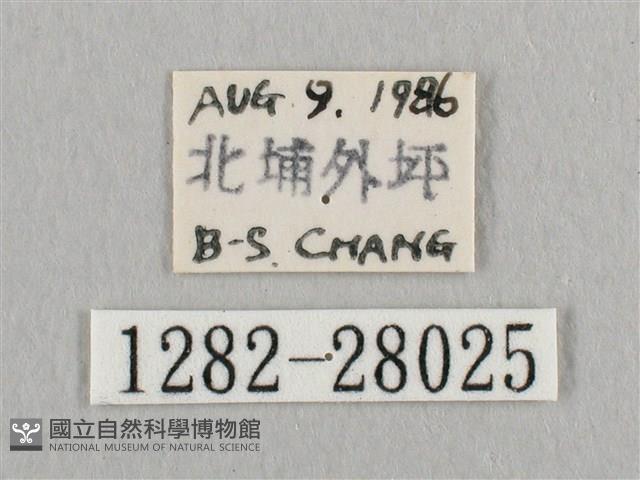 AUG 9. 1986
北埔外坪
B-S. CHANG
1282-28025
國立自然科學博物館
NATIONAL MUSEUM OF NATURAL SCIENCE